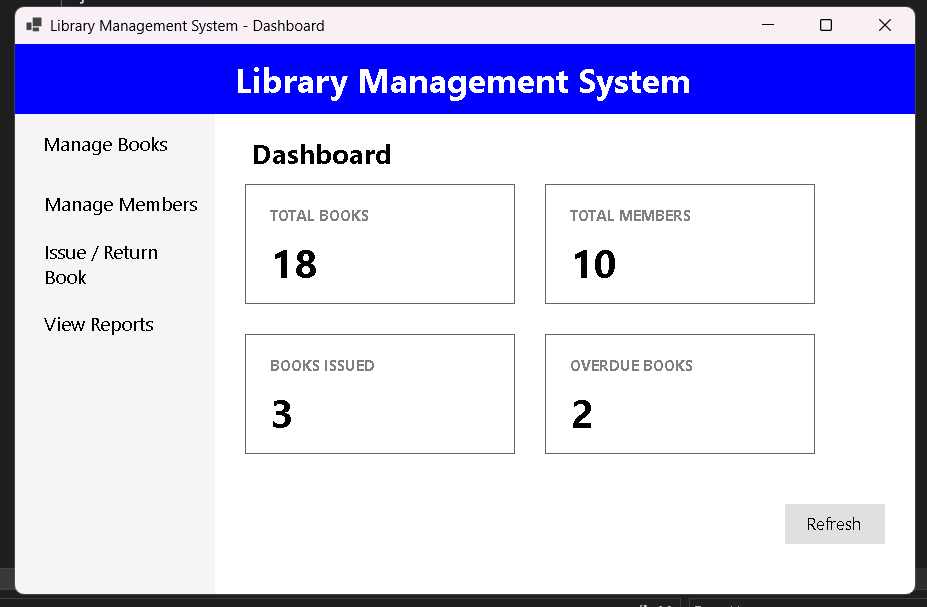 Library Management System - Dashboard
Library Management System
Manage Books
Manage Members
Issue / Return
Book
View Reports
Dashboard
TOTAL BOOKS
18
TOTAL MEMBERS
10
BOOKS ISSUED
3
OVERDUE BOOKS
2
Refresh